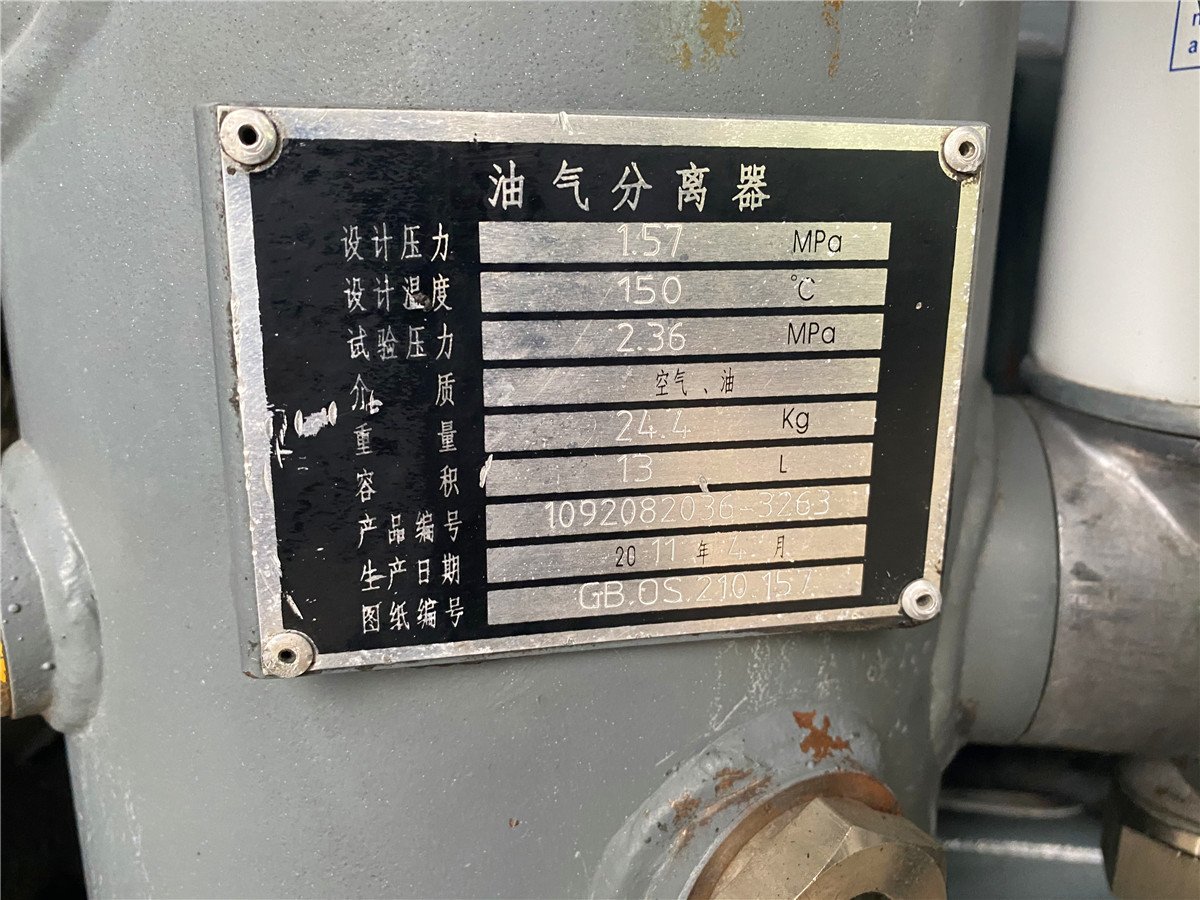 油气分离器
设计压力 1.57 MPa
设计温度 150 ℃
试验压力 2.36 MPa
介质 空气、油
重量 24.4 Kg
容积 13 L
产品编号 1092082036-3263
生产日期 2011年4月
图纸编号 GB.OS.210.157